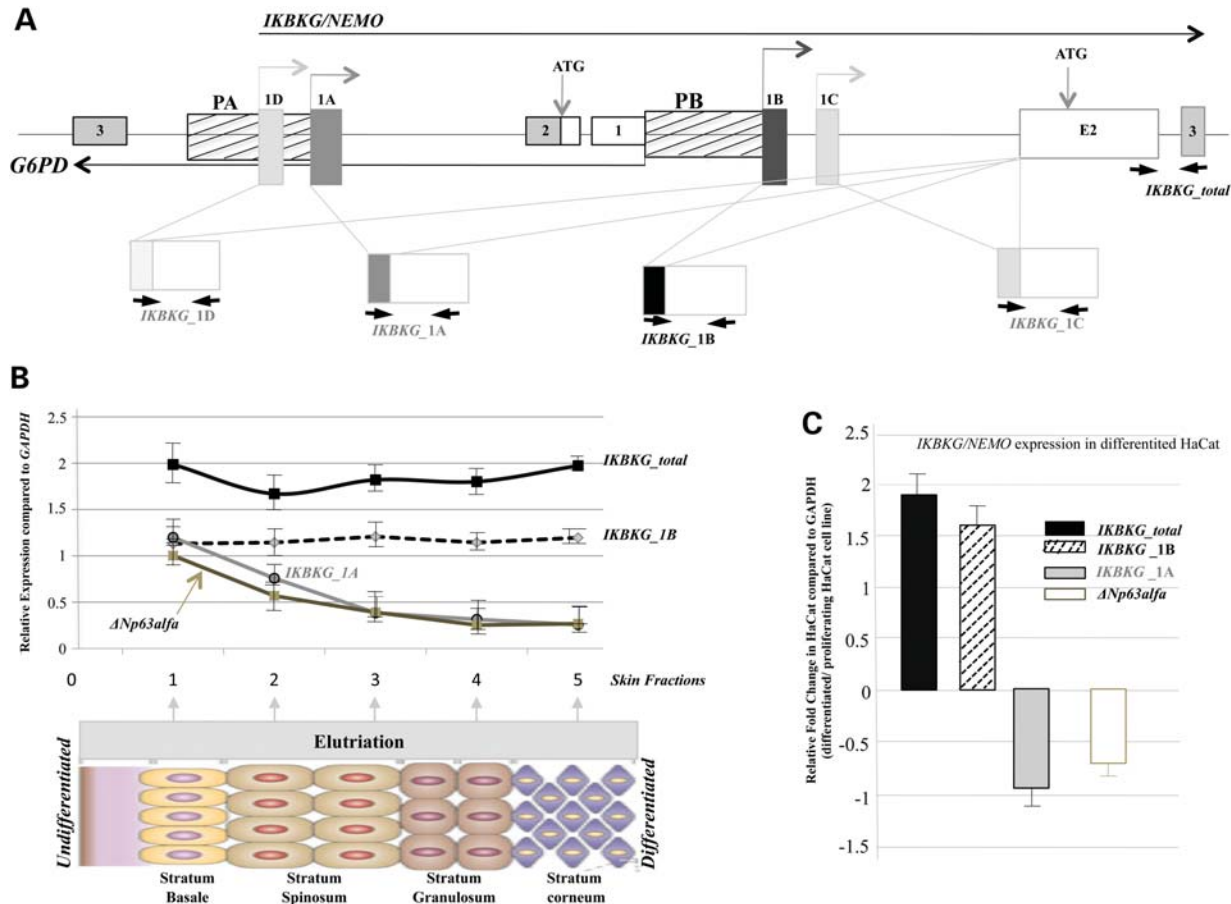 A
IKBKG/NEMO
ATG
ATG
PA
1D
1A
PB
1B
1C
3
2
1
E2
3
G6PD
IKBKG_total
IKBKG_1D
IKBKG_1A
IKBKG_1B
IKBKG_1C
B
Relative Expression compared to GAPDH
2.5
2
1.5
1
0.5
0
IKBKG_total
IKBKG_1B
IKBKG_1A
ΔNp63alfa
0 1 2 3 4 5 Skin Fractions
Elutriation
Undifferentiated
Differentiated
Stratum
Basale
Stratum
Spinosum
Stratum
Granulosum
Stratum
corneum
C
IKBKG/NEMO expression in differentited HaCat
Relative Fold Change in HaCat compared to GAPDH
(differentiated/ proliferating HaCat cell line)
2.5
2
1.5
1
0.5
0
-0.5
-1
-1.5
IKBKG_total
IKBKG _1B
IKBKG _1A
ΔNp63alfa